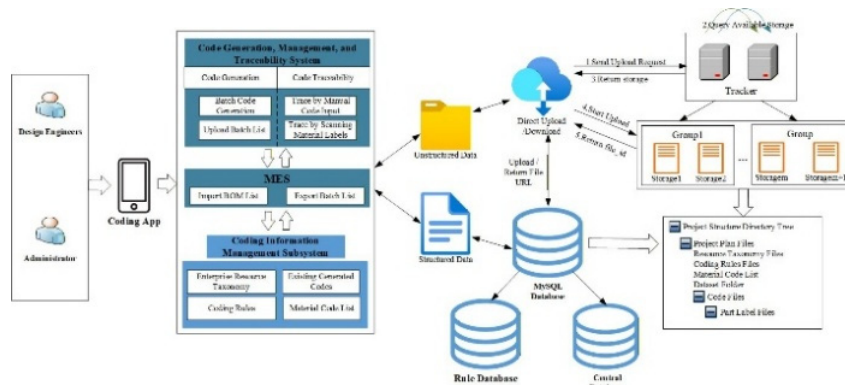 Design Engineers
Administrator
Coding App
Code Generation, Management, and
Traceability System
Code Generation
Code Traceability
Batch Code
Generation
Upload Batch List
Trace by Manual
Code Input
Trace by Scanning
Material Labels
MES
Import BOM List
Export Batch List
Coding Information
Management Subsystem
Enterprise Resource
Taxonomy
Existing Generated
Codes
Coding Rules
Material Code List
Unstructured Data
Structured Data
Direct Upload
/Download
Upload /
Return File
URL
MySQL
Database
Rule Database
Central
1.Send Upload Request
3.Return storage
2.Query Available Storage
Tracker
4.Start Upload
5.Return file_id
Group1
Storage1
Storage2
...
Group
Storagem
Storagem+1
Project Structure Directory Tree
Project Plan Files
Resource Taxonomy Files
Coding Rules Files
Material Code List
Dataset Folder
Code Files
Part Label Files